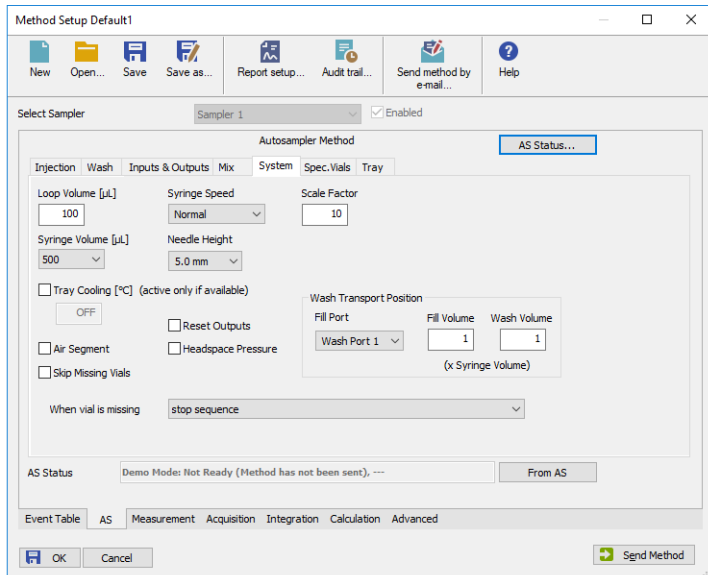 Method Setup Default1
New Open... Save Save as... Report setup... Audit trail... Send method by e-mail... Help
Select Sampler Sampler 1 Enabled
Autosampler Method AS Status...
Injection Wash Inputs & Outputs Mix System Spec.Vials Tray
Loop Volume [µL] Syringe Speed Scale Factor
100 Normal 10
Syringe Volume [µL] Needle Height
500 5.0 mm
Tray Cooling [°C] (active only if available)
OFF
Wash Transport Position
Fill Port Fill Volume Wash Volume
Reset Outputs
Wash Port 1 1 1
Air Segment Headspace Pressure
(x Syringe Volume)
Skip Missing Vials
When vial is missing stop sequence
AS Status Demo Mode: Not Ready (Method has not been sent), --- From AS
Event Table AS Measurement Acquisition Integration Calculation Advanced
OK Cancel Send Method